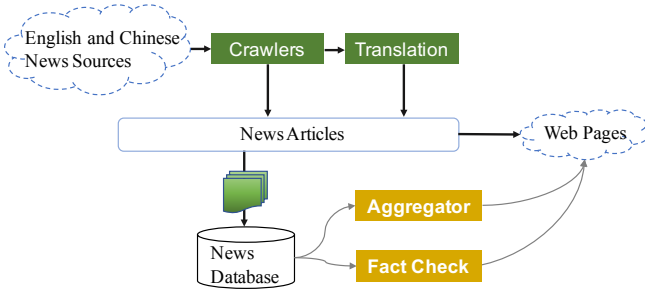 English and Chinese
News Sources
Crawlers
Translation
News Articles
Web Pages
Aggregator
News
Database
Fact Check